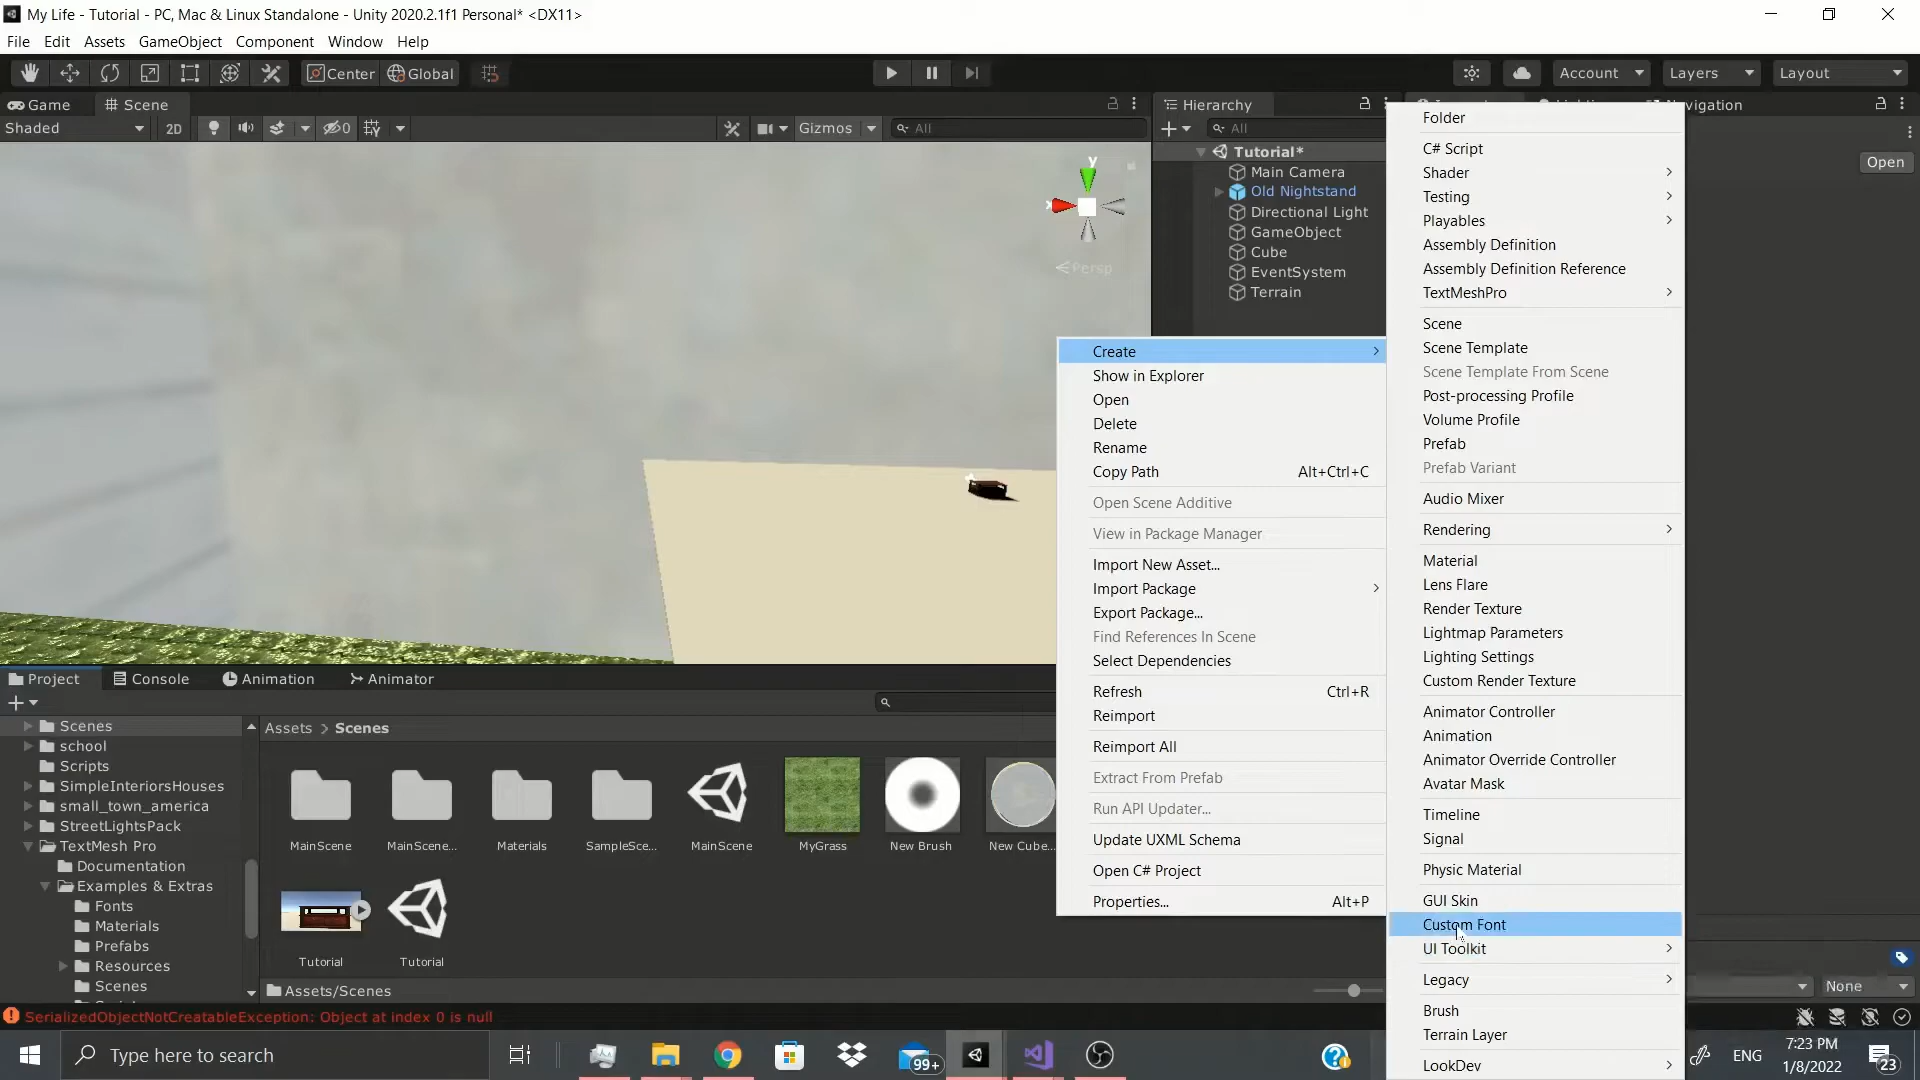 My Life - Tutorial - PC, Mac & Linux Standalone - Unity 2020.2.1f1 Personal* <DX11>
File Edit Assets GameObject Component Window Help
Center Global Account Layers Layout
Game Scene
Shaded 2D 0 Gizmos All
y
x
Persp
Hierarchy
All
Tutorial*
Main Camera
Old Nightstand
Directional Light
GameObject
Cube
EventSystem
Terrain
Navigation
Open
Create
Show in Explorer
Open
Delete
Rename
Copy Path Alt+Ctrl+C
Open Scene Additive
View in Package Manager
Import New Asset...
Import Package
Export Package...
Find References In Scene
Select Dependencies
Refresh Ctrl+R
Reimport
Reimport All
Extract From Prefab
Run API Updater...
Update UXML Schema
Open C# Project
Properties... Alt+P
Folder
C# Script
Shader
Testing
Playables
Assembly Definition
Assembly Definition Reference
TextMeshPro
Scene
Scene Template
Scene Template From Scene
Post-processing Profile
Volume Profile
Prefab
Prefab Variant
Audio Mixer
Rendering
Material
Lens Flare
Render Texture
Lightmap Parameters
Lighting Settings
Custom Render Texture
Animator Controller
Animation
Animator Override Controller
Avatar Mask
Timeline
Signal
Physic Material
GUI Skin
Custom Font
UI Toolkit
Legacy
Brush
Terrain Layer
LookDev
Project Console Animation Animator
Scenes
school
Scripts
SimpleInteriorsHouses
small_town_america
StreetLightsPack
TextMesh Pro
Documentation
Examples & Extras
Fonts
Materials
Prefabs
Resources
Scenes
Assets > Scenes
MainScene MainScene... Materials SampleSce... MainScene MyGrass New Brush New Cube...
Tutorial Tutorial
Assets/Scenes
None
SerializedObjectNotCreatableException: Object at index 0 is null
Type here to search
99+
ENG
7:23 PM
1/8/2022
23